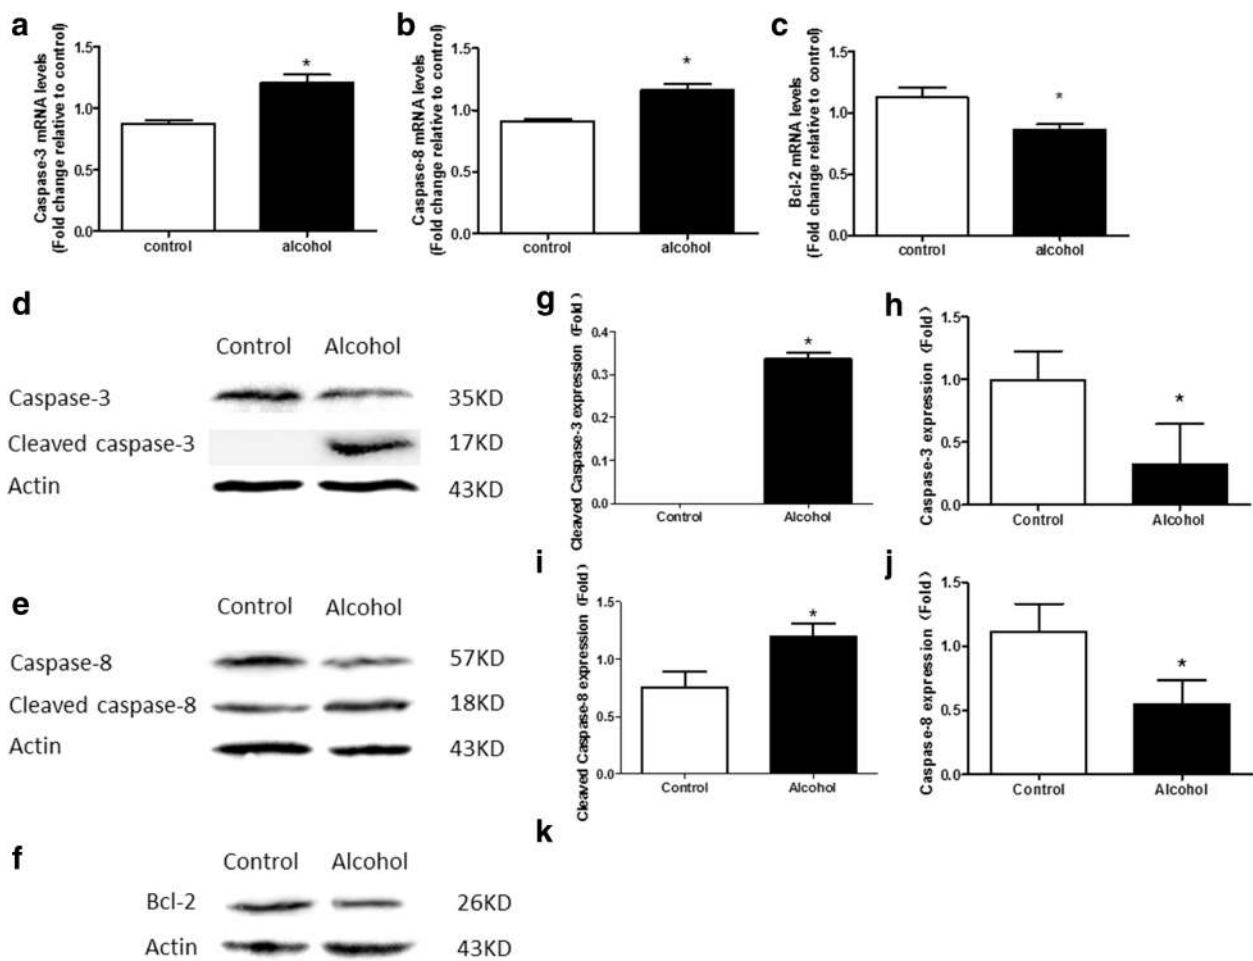 a
Caspase-3 mRNA levels
(Fold change relative to control)
1.5
1.0
0.5
0.0
*
control alcohol
b
Caspase-8 mRNA levels
(Fold change relative to control)
1.5
1.0
0.5
0.0
*
control alcohol
c
Bcl-2 mRNA levels
(Fold change relative to control)
1.5
1.0
0.5
0.0
*
control alcohol
d
Control Alcohol
Caspase-3 35KD
Cleaved caspase-3 17KD
Actin 43KD
g
Cleaved Caspase-3 expression (Fold)
0.4
0.3
0.2
0.1
0.0
*
Control Alcohol
h
Caspase-3 expression (Fold)
1.5
1.0
0.5
0.0
*
Control Alcohol
e
Control Alcohol
Caspase-8 57KD
Cleaved caspase-8 18KD
Actin 43KD
i
Cleaved Caspase-8 expression (Fold)
1.5
1.0
0.5
0.0
*
Control Alcohol
j
Caspase-8 expression (Fold)
1.5
1.0
0.5
0.0
*
Control Alcohol
f
Control Alcohol
Bcl-2 26KD
Actin 43KD
k